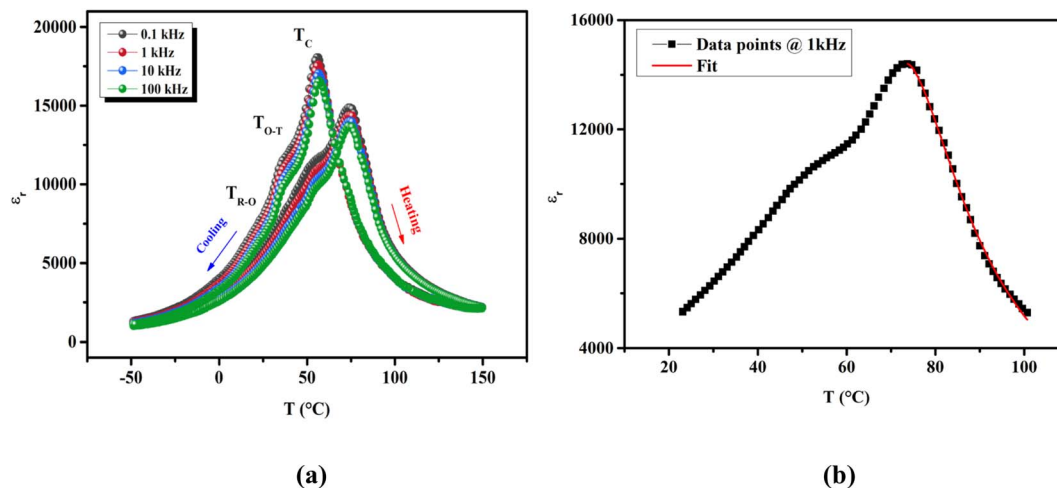 0.1 kHz
1 kHz
10 kHz
100 kHz
T_C
T_O-T
T_R-O
Cooling
Heating
ε_r
20000
15000
10000
5000
0
-50 0 50 100 150
T (°C)
(a)
Data points @ 1kHz
Fit
ε_r
16000
12000
8000
4000
20 40 60 80 100
T (°C)
(b)